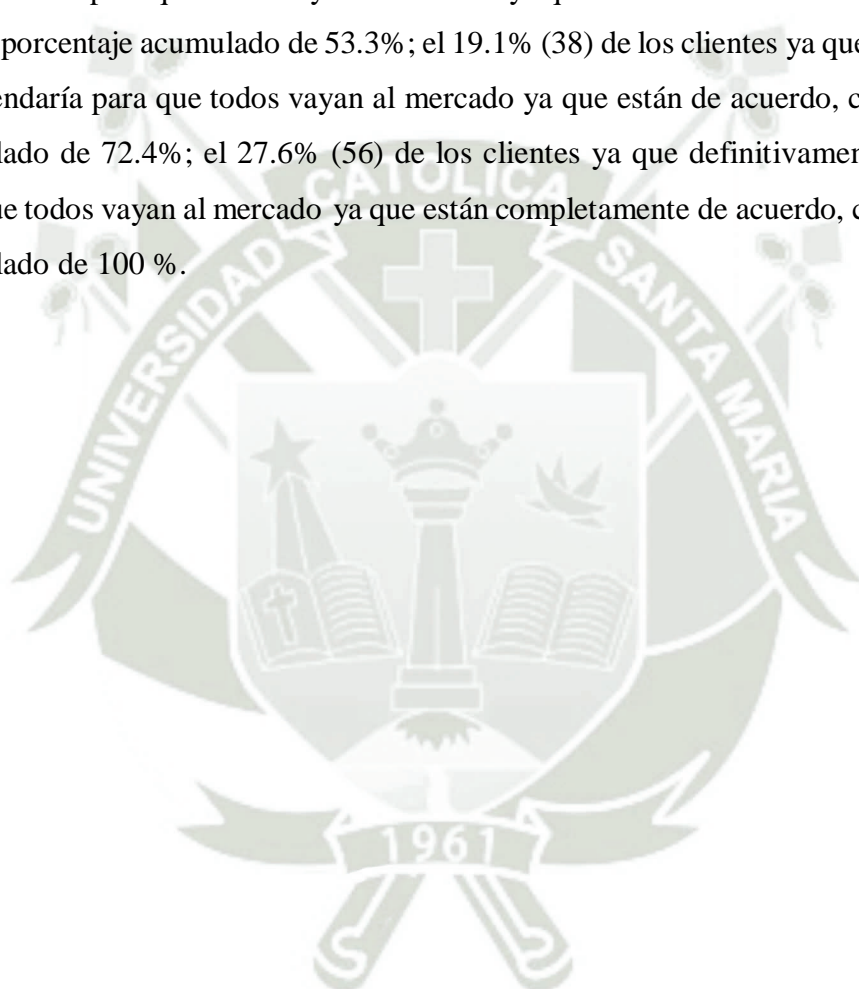 porcentaje acumulado de 53.3%; el 19.1% (38) de los clientes ya que
endaría para que todos vayan al mercado ya que están de acuerdo, c
lado de 72.4%; el 27.6% (56) de los clientes ya que definitivamen
ue todos vayan al mercado ya que están completamente de acuerdo, c
lado de 100 %.
UNIVERSIDAD CATOLICA SANTA MARIA
1961